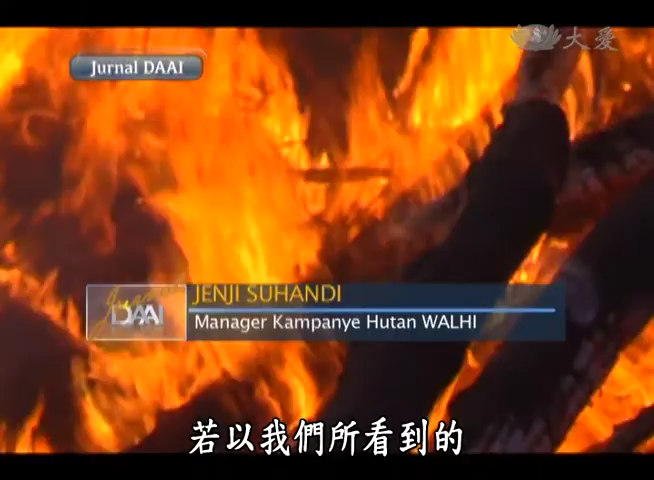 大愛
Jurnal DAAI
JENJI SUHANDI
DAAI
Manager Kampanye Hutan WALHI
若以我們所看到的